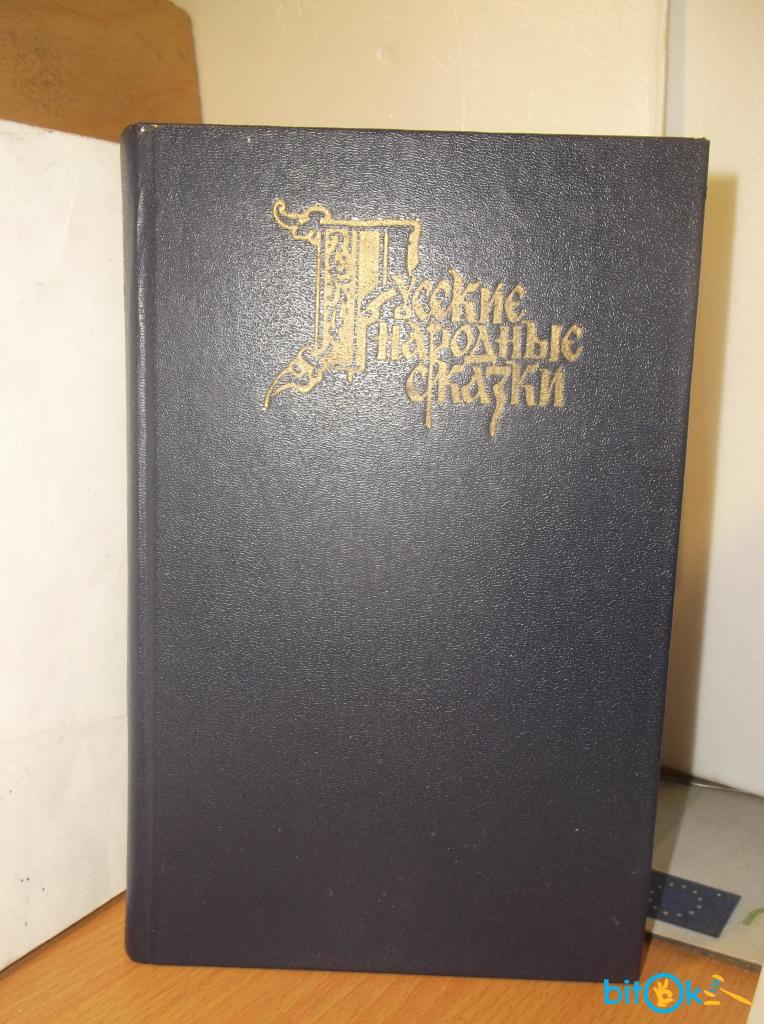 Русские
народные
сказки
bitOk